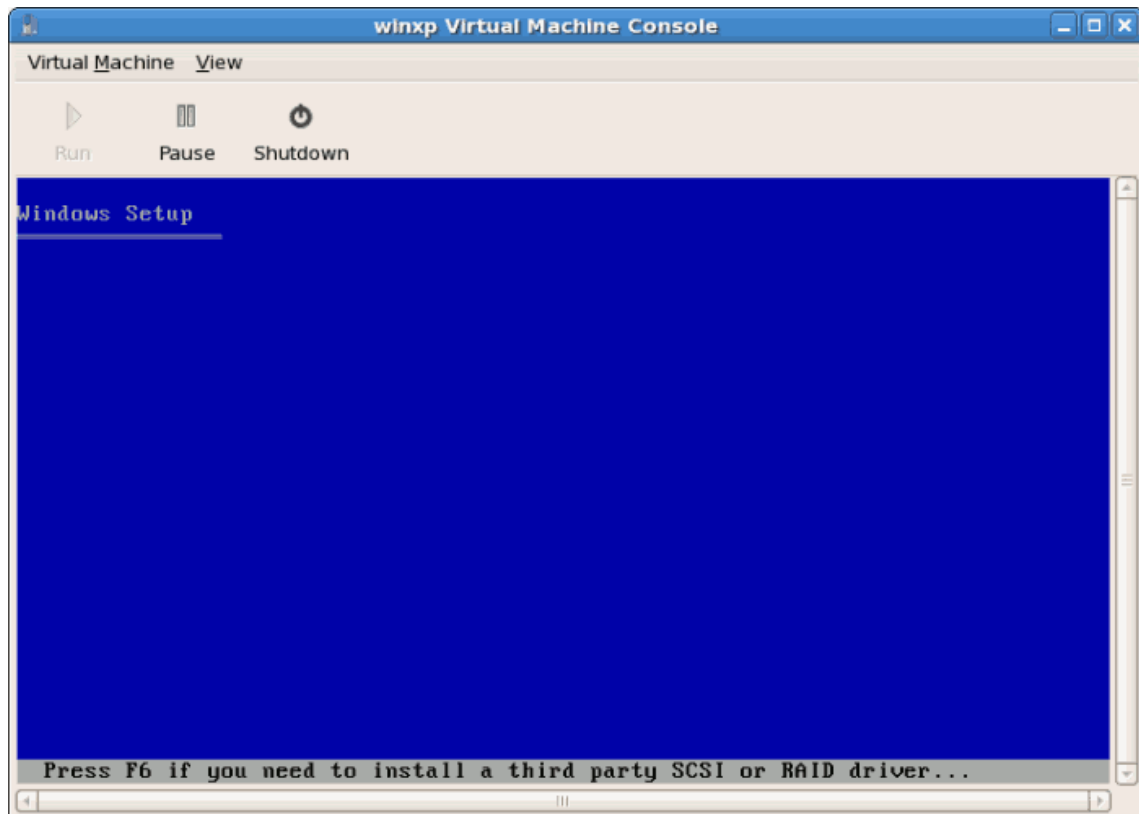 winxp Virtual Machine Console
Virtual Machine View
Run Pause Shutdown
Windows Setup
Press F6 if you need to install a third party SCSI or RAID driver...